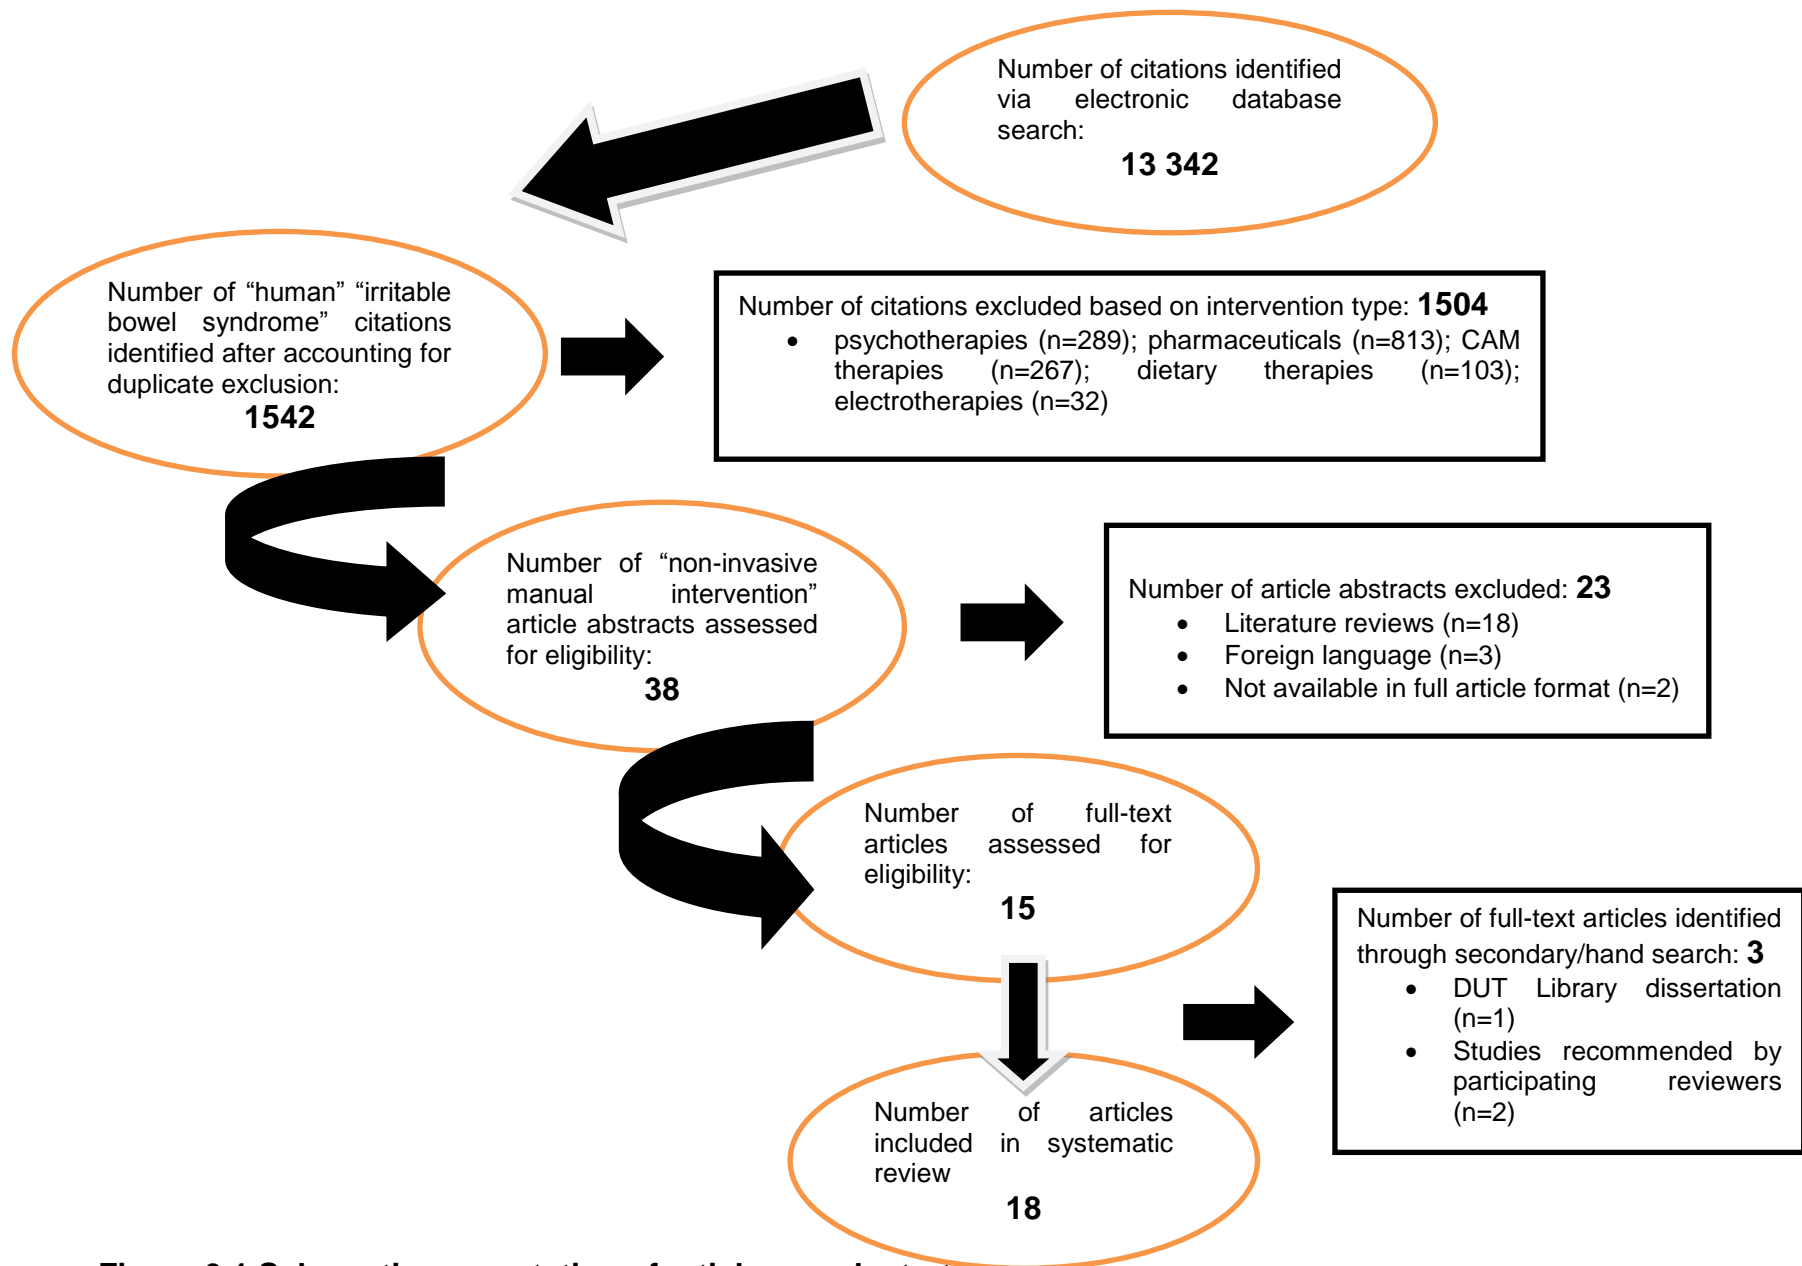 Number of citations identified
via electronic database
search:
13 342
Number of “human” “irritable
bowel syndrome” citations
identified after accounting for
duplicate exclusion:
1542
Number of citations excluded based on intervention type: 1504
• psychotherapies (n=289); pharmaceuticals (n=813); CAM
therapies (n=267); dietary therapies (n=103);
electrotherapies (n=32)
Number of “non-invasive
manual intervention”
article abstracts assessed
for eligibility:
38
Number of article abstracts excluded: 23
• Literature reviews (n=18)
• Foreign language (n=3)
• Not available in full article format (n=2)
Number of full-text
articles assessed for
eligibility:
15
Number of full-text articles identified
through secondary/hand search: 3
• DUT Library dissertation
(n=1)
• Studies recommended by
participating reviewers
(n=2)
Number of articles
included in systematic
review
18